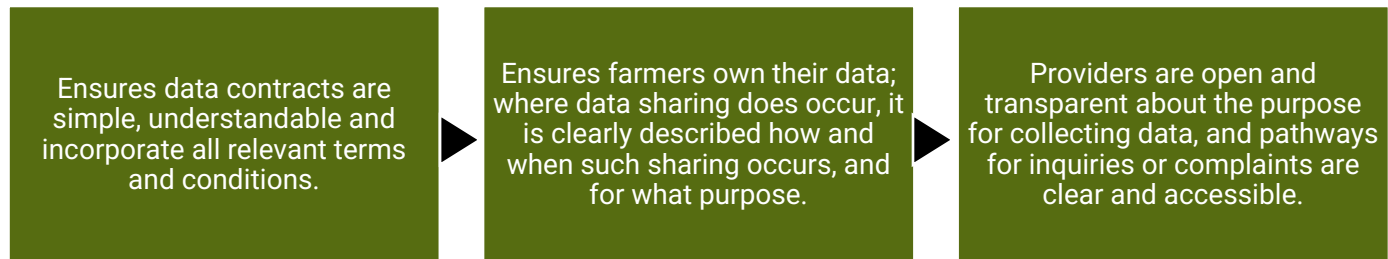 Ensures data contracts are
simple, understandable and
incorporate all relevant terms
and conditions.
Ensures farmers own their data;
where data sharing does occur, it
is clearly described how and
when such sharing occurs, and
for what purpose.
Providers are open and
transparent about the purpose
for collecting data, and pathways
for inquiries or complaints are
clear and accessible.